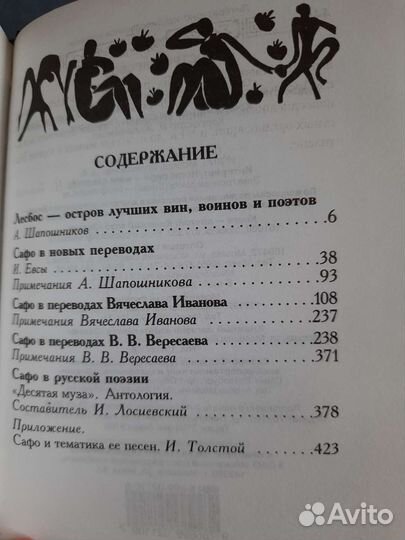 СОДЕРЖАНИЕ
Лесбос — остров лучших вин, воинов и поэтов
А. Шапошников 6
Сафо в новых переводах
И. Евсы 38
Примечания А. Шапошникова 93
Сафо в переводах Вячеслава Иванова 108
Примечания Вячеслава Иванова 237
Сафо в переводах В. В. Вересаева 238
Примечания В. В. Вересаева 371
Сафо в русской поэзии
«Десятая муза». Антология.
Составитель И. Лосиевский 378
Приложение.
Сафо и тематика ее песен. И. Толстой 423
Avito